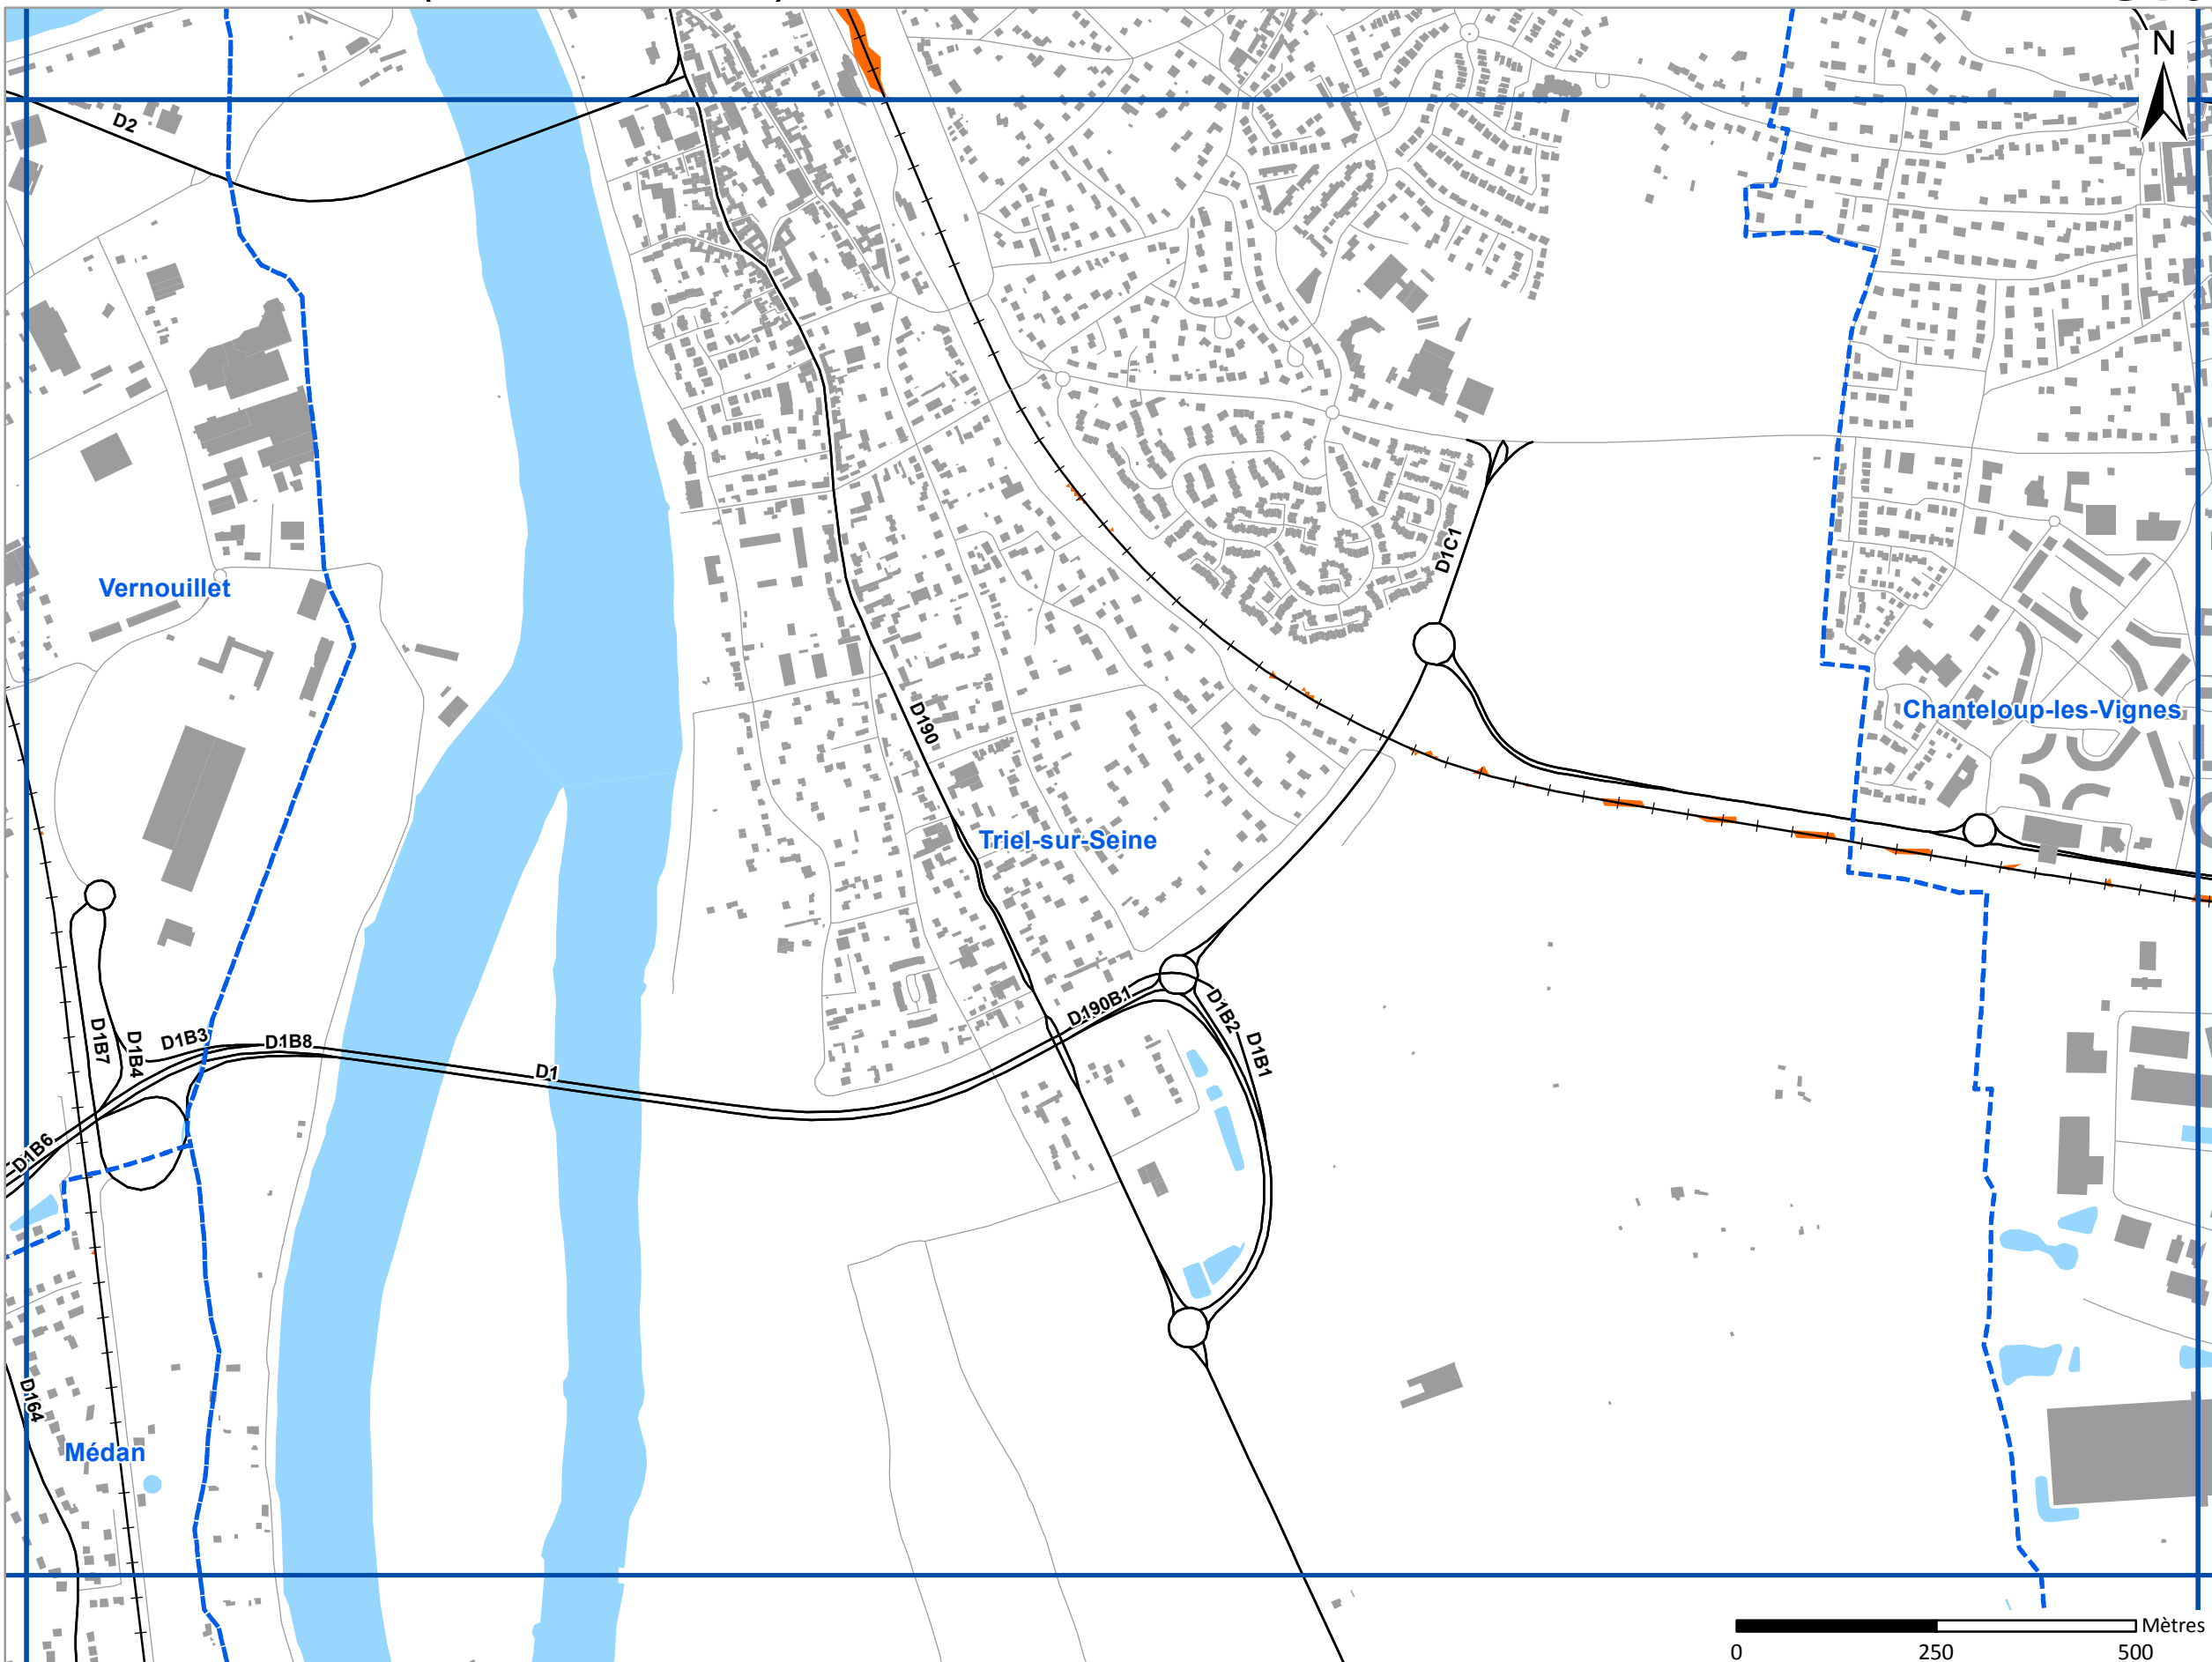 N
D2
Vernouillet
D1C1
Chanteloup-les-Vignes
D190
Triel-sur-Seine
D190B1
D1B2
D1B1
D1B7
D1B4
D1B3
D1B8
D1
D1B6
D164
Médan
Mètres
0 250 500